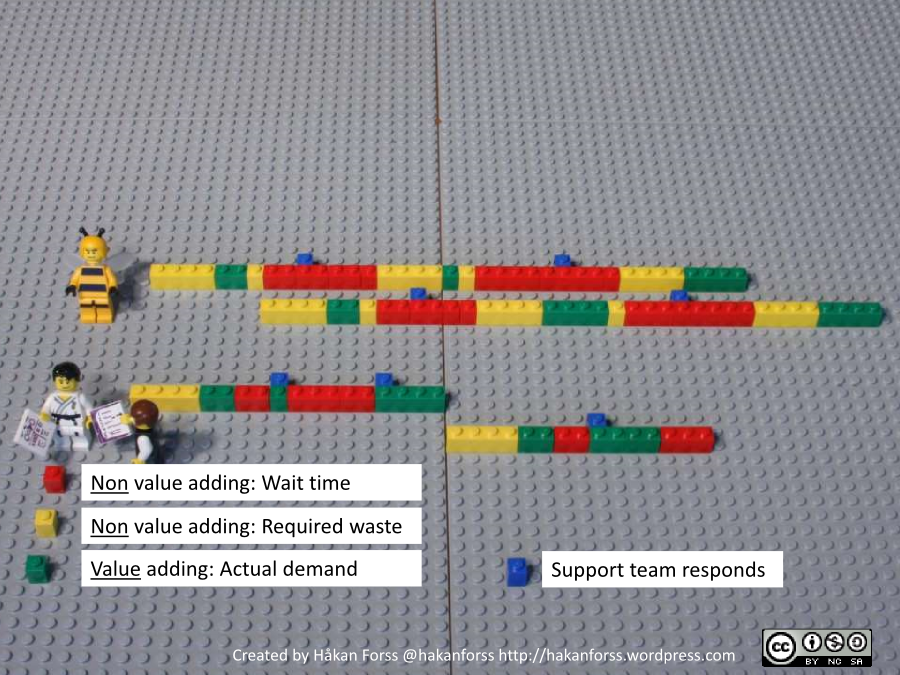 Non value adding: Wait time
Non value adding: Required waste
Value adding: Actual demand
Support team responds
Created by Håkan Forss @hakanforss http://hakanforss.wordpress.com
cc
BY NC SA